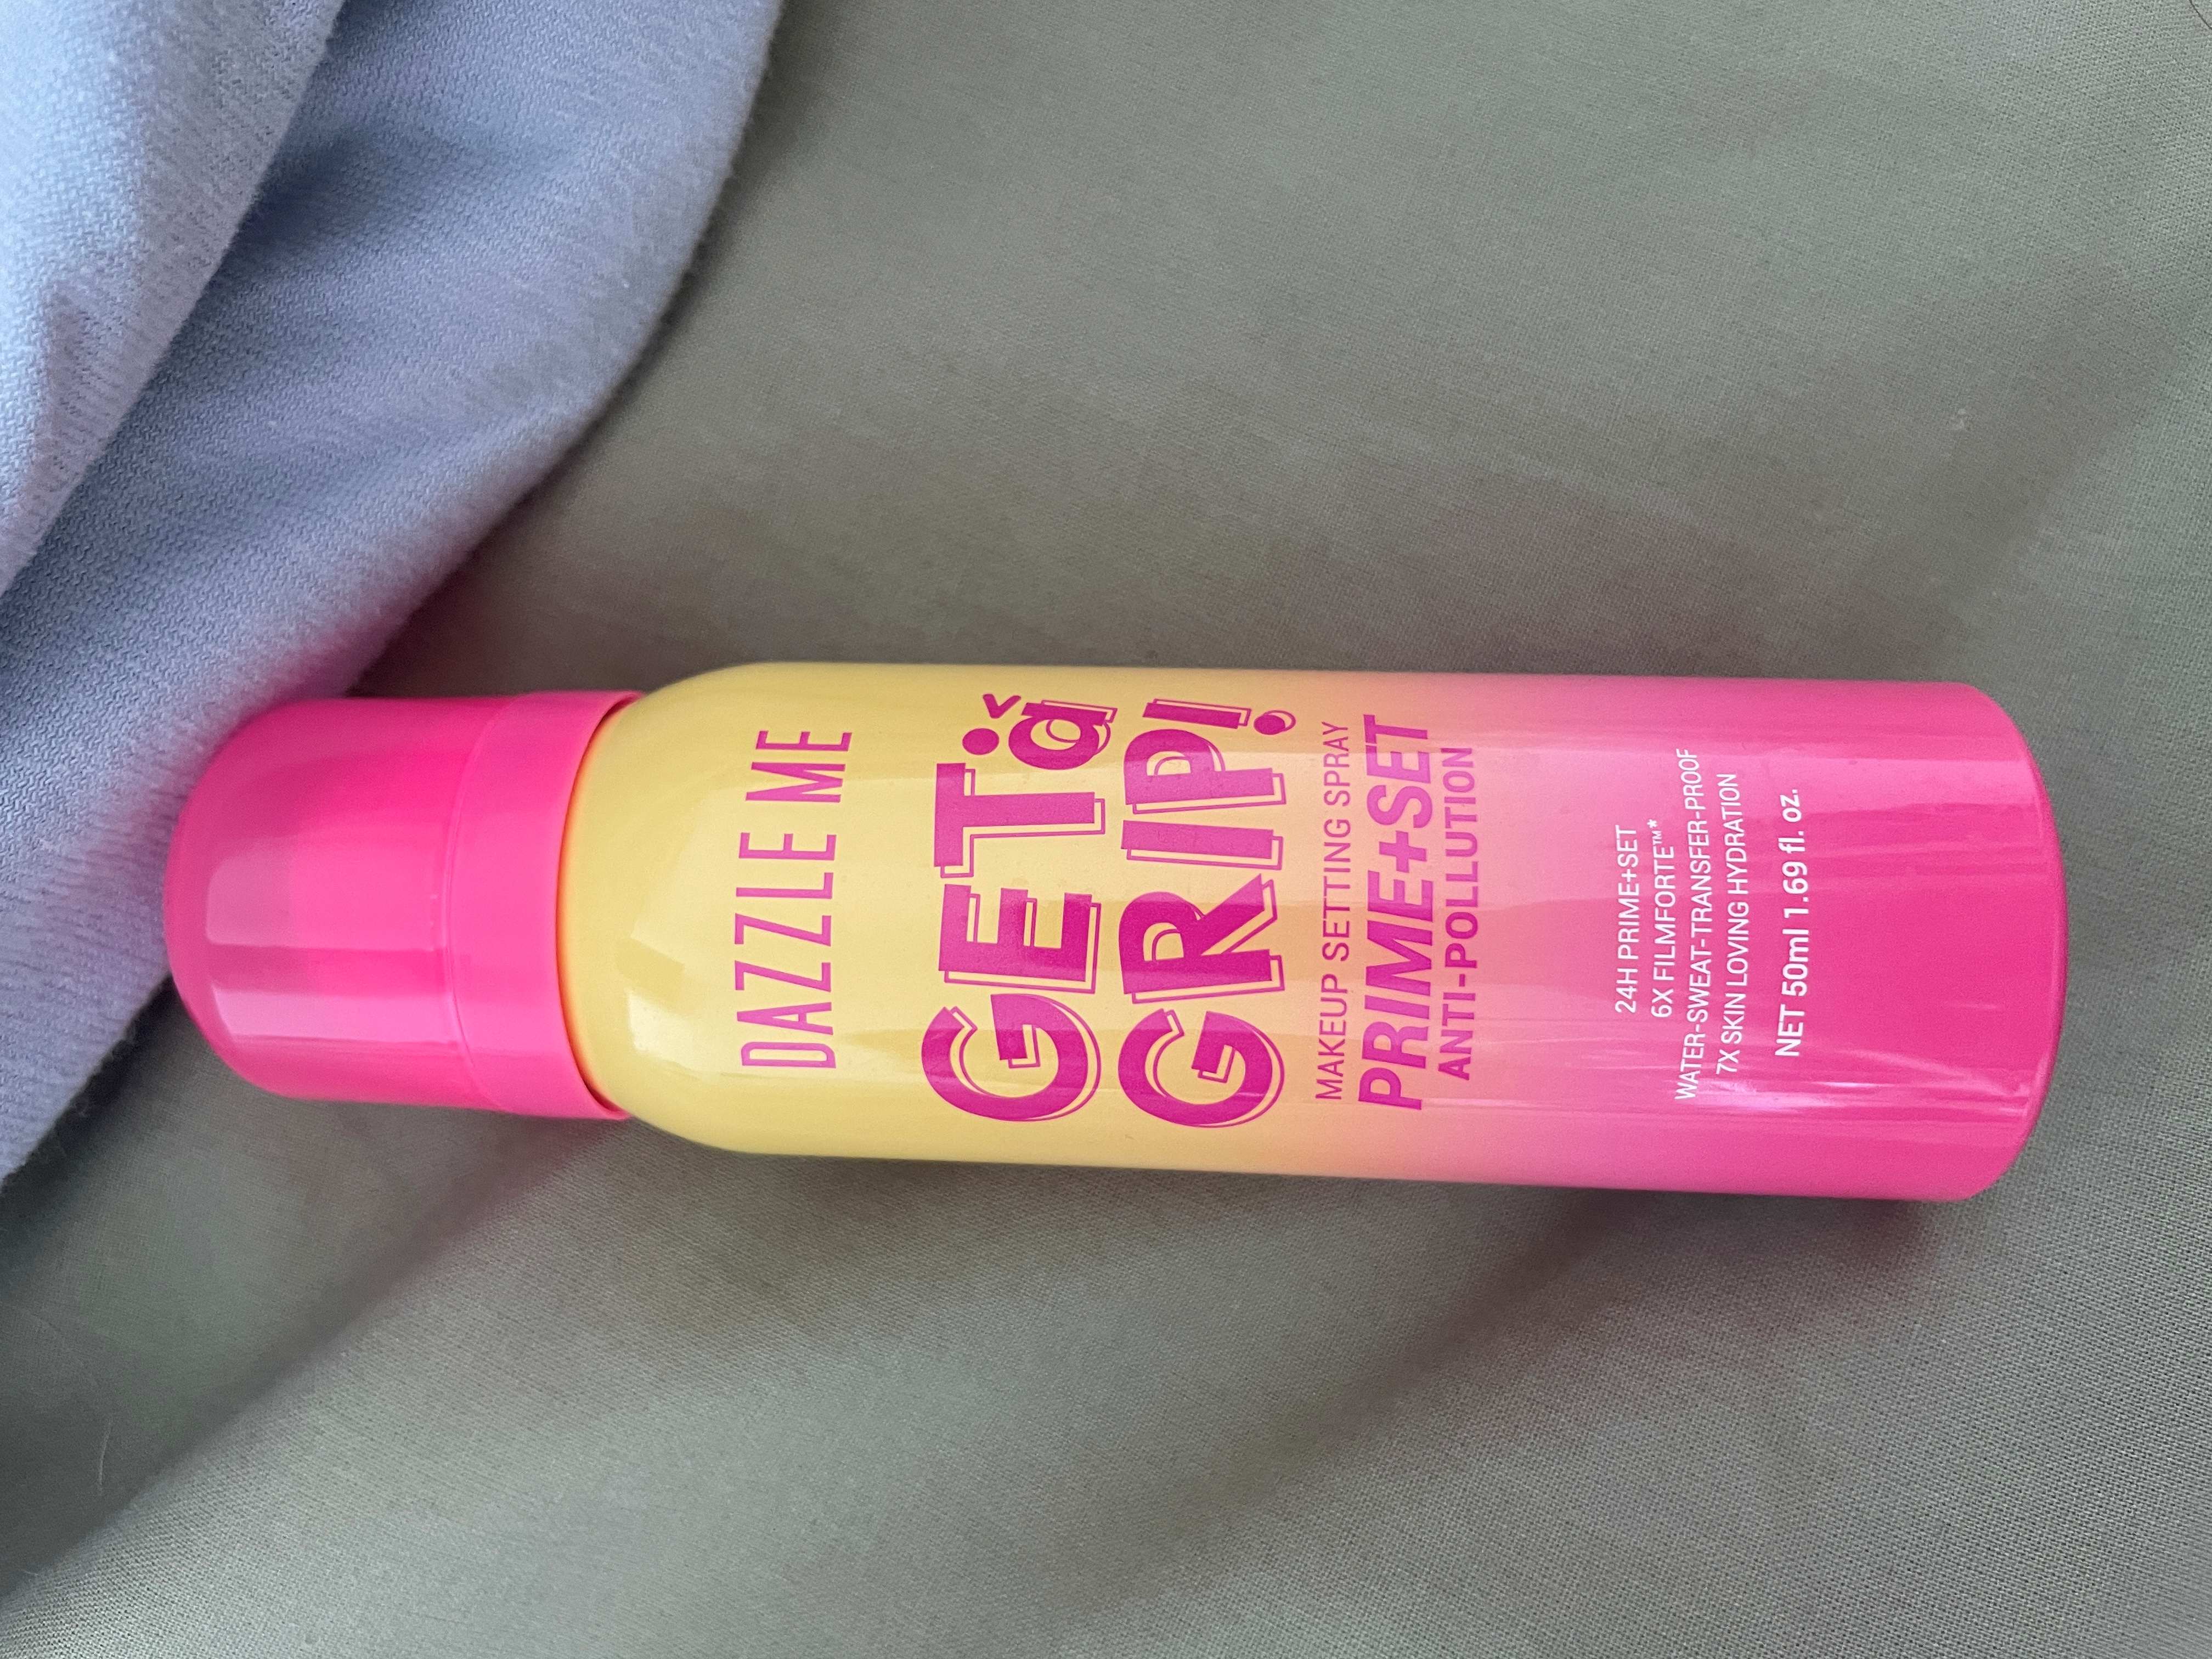 DAZZLE ME
GET a
GRIP!
MAKEUP SETTING SPRAY
PRIME+SET
ANTI-POLLUTION
24H PRIME+SET
6X FILMFORTE™*
WATER-SWEAT-TRANSFER-PROOF
7X SKIN LOVING HYDRATION
NET 50ml 1.69 fl. oz.